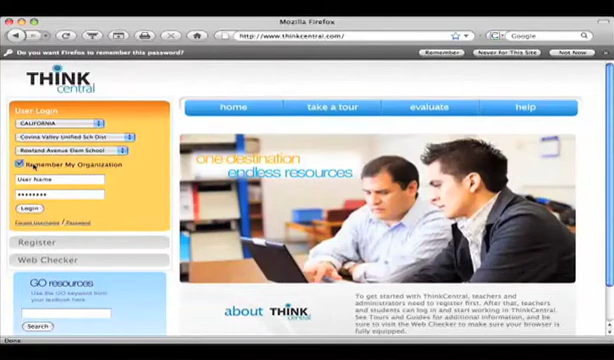 Mozilla Firefox
http://www.thinkcentral.com/
Google
Do you want Firefox to remember this password?
Remember
Never for This Site
Not Now
THINK
central
home
take a tour
evaluate
help
User Login
CALIFORNIA
Covina Valley Unified Sch Dist
Rowland Avenue Elem School
Remember My Organization
User Name
Login
/ Password
Register
Web Checker
one destination
endless resources
GO resources
Use the GO keyword from
your textbook here
Search
about THINK
central
To get started with ThinkCentral, teachers and
administrators need to register first. After that, teachers
and students can log in and start working in ThinkCentral.
See Tours and Guides for additional information, and be
sure to visit the Web Checker to make sure your browser is
fully equipped.
Done